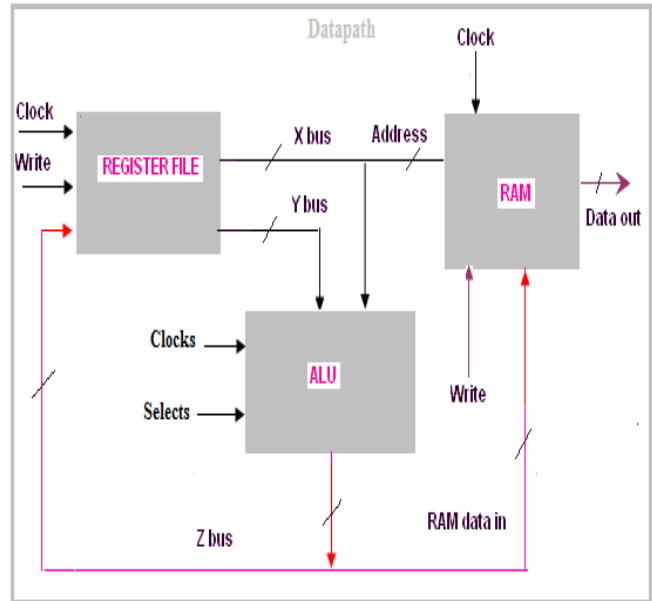 Datapath
Clock
Clock
Write
REGISTER FILE
X bus
Address
RAM
Y bus
Data out
Clocks
ALU
Selects
Write
Z bus
RAM data in